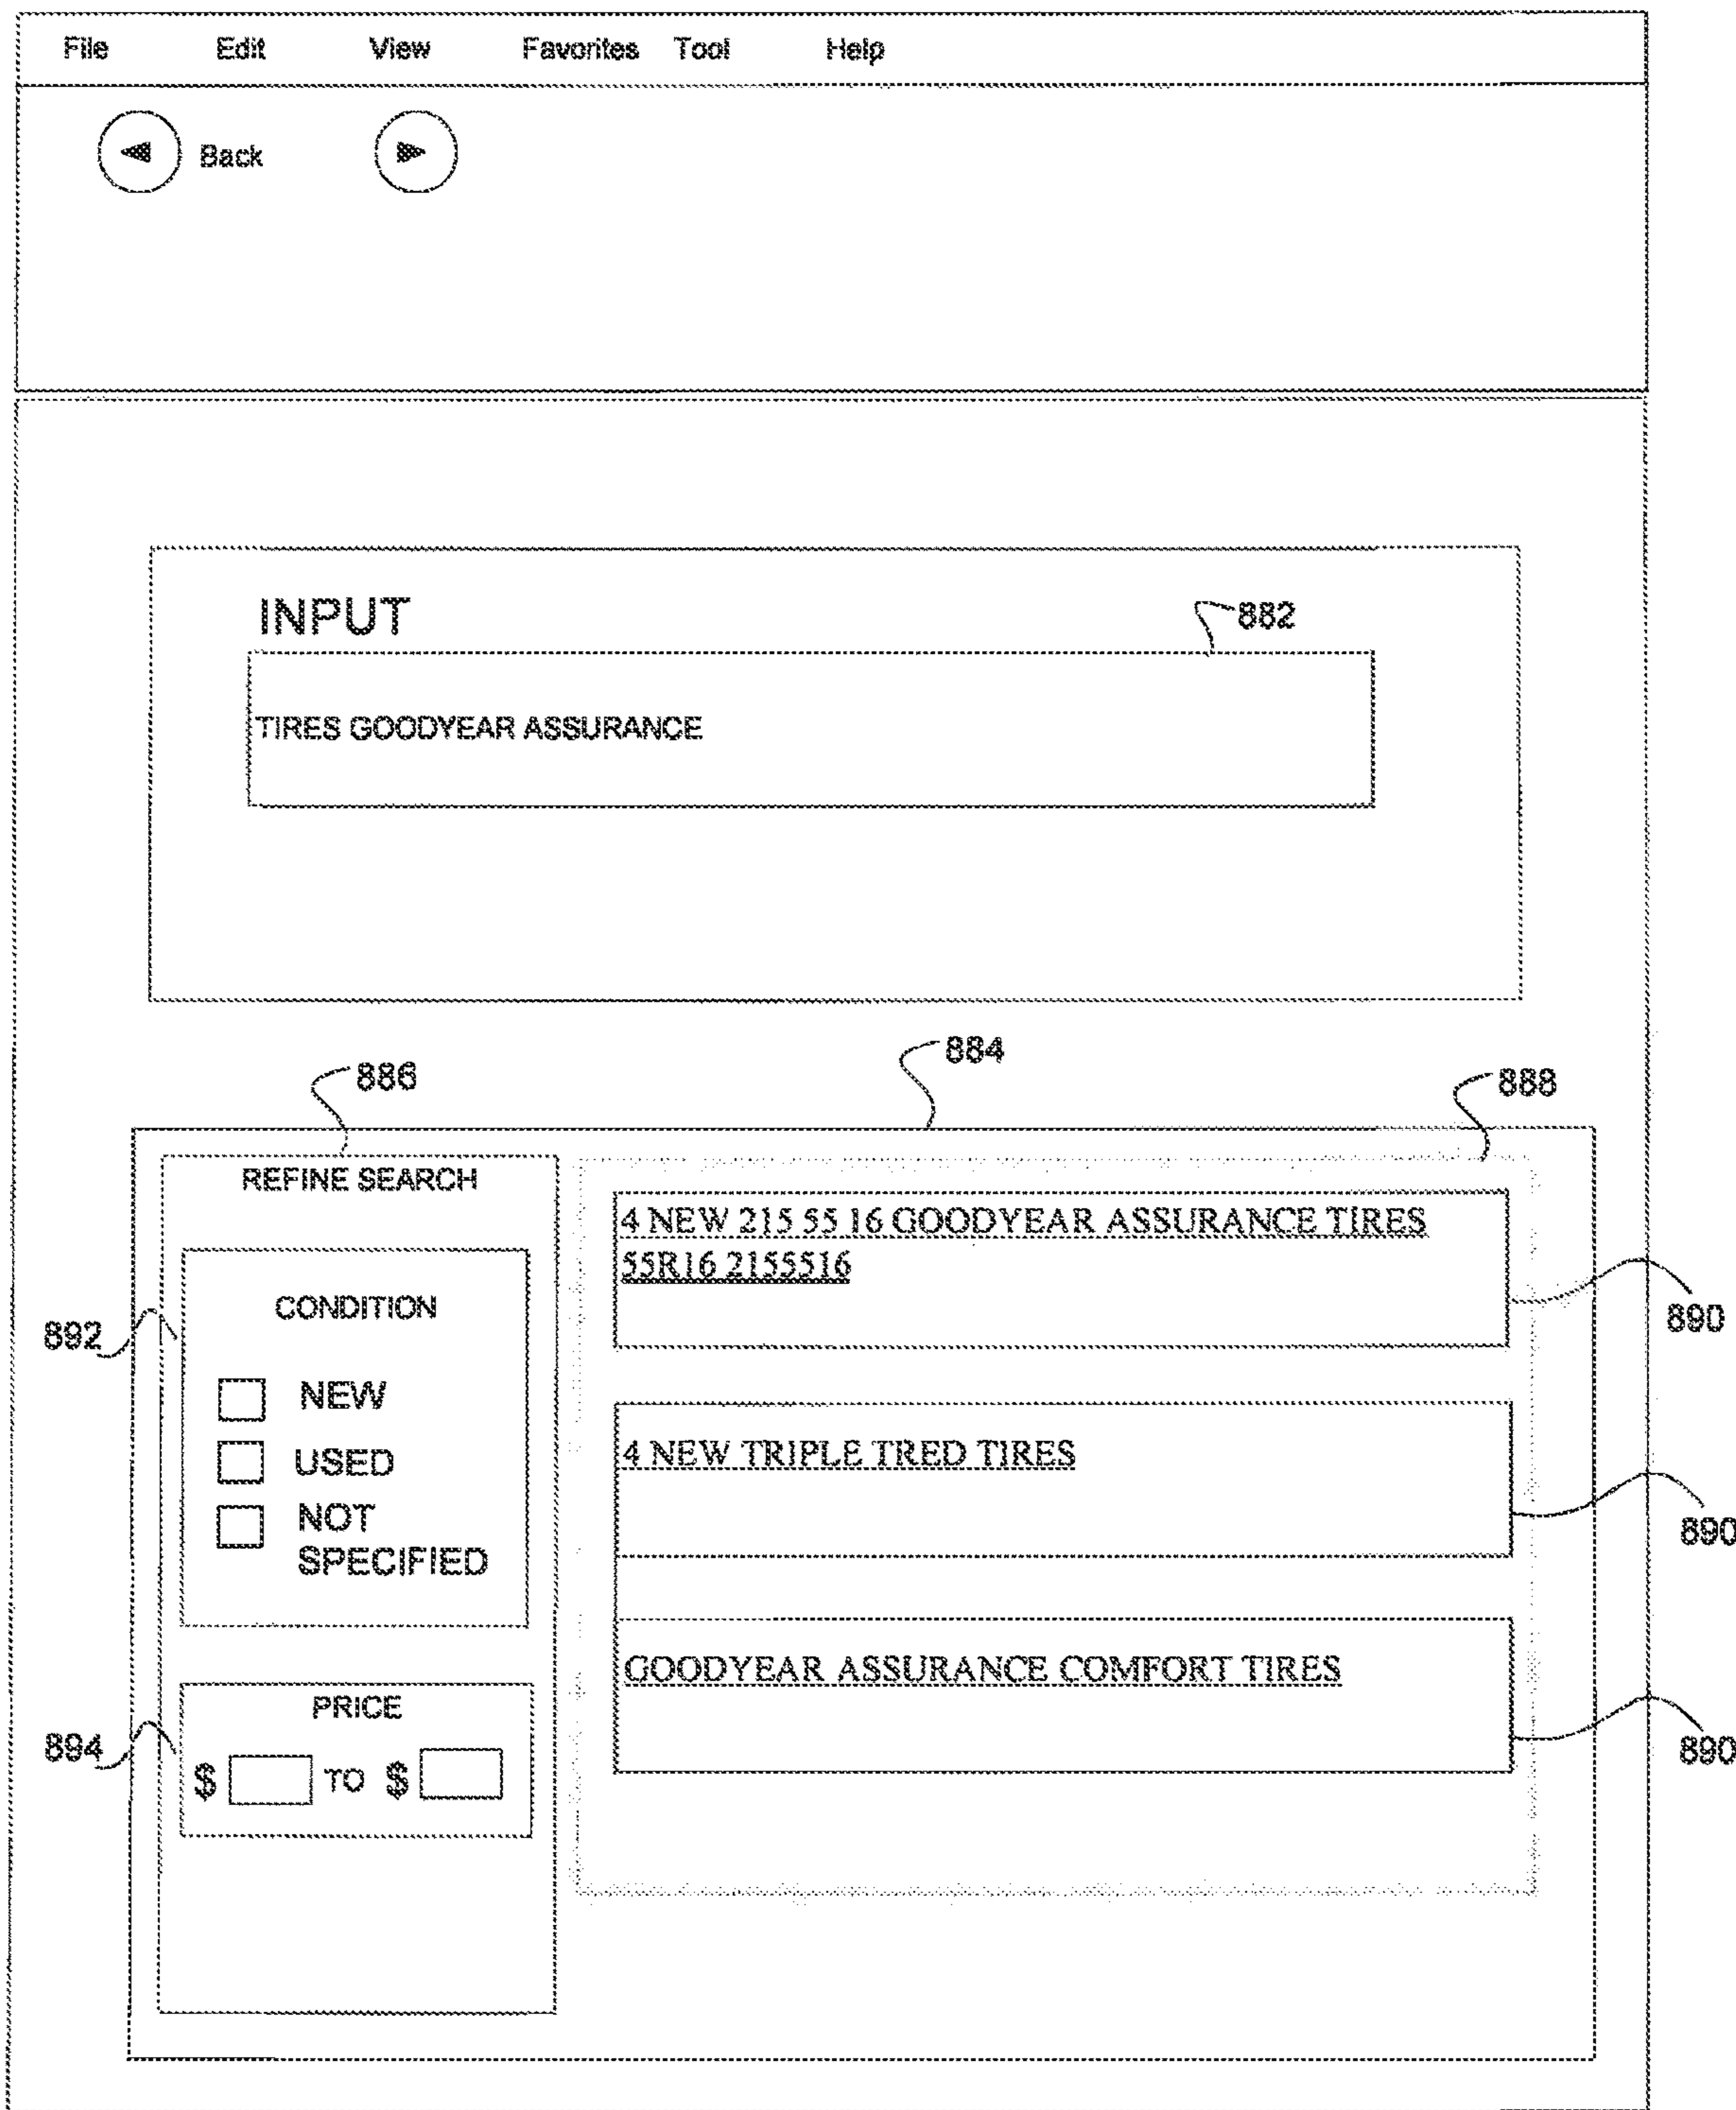 File Edit View Favorites Tool Help
Back
INPUT
882
TIRES GOODYEAR ASSURANCE
884
886
888
REFINE SEARCH
892
CONDITION
NEW
USED
NOT
SPECIFIED
894
PRICE
$ TO $
4 NEW 215 55 16 GOODYEAR ASSURANCE TIRES
55R16 2155516
890
4 NEW TRIPLE TRED TIRES
890
GOODYEAR ASSURANCE COMFORT TIRES
890